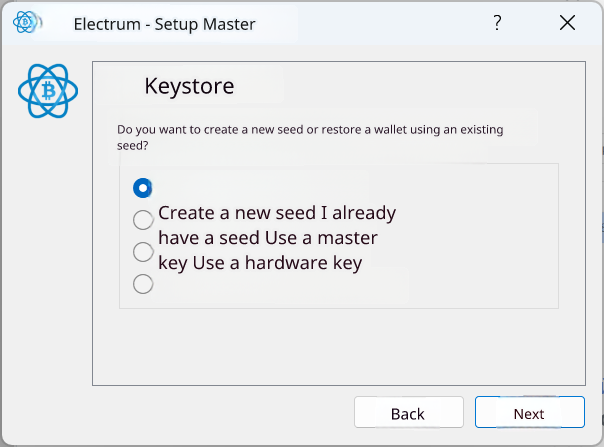 Electrum - Setup Master
?
Keystore
Do you want to create a new seed or restore a wallet using an existing
seed?
Create a new seed I already
have a seed Use a master
key Use a hardware key
Back
Next